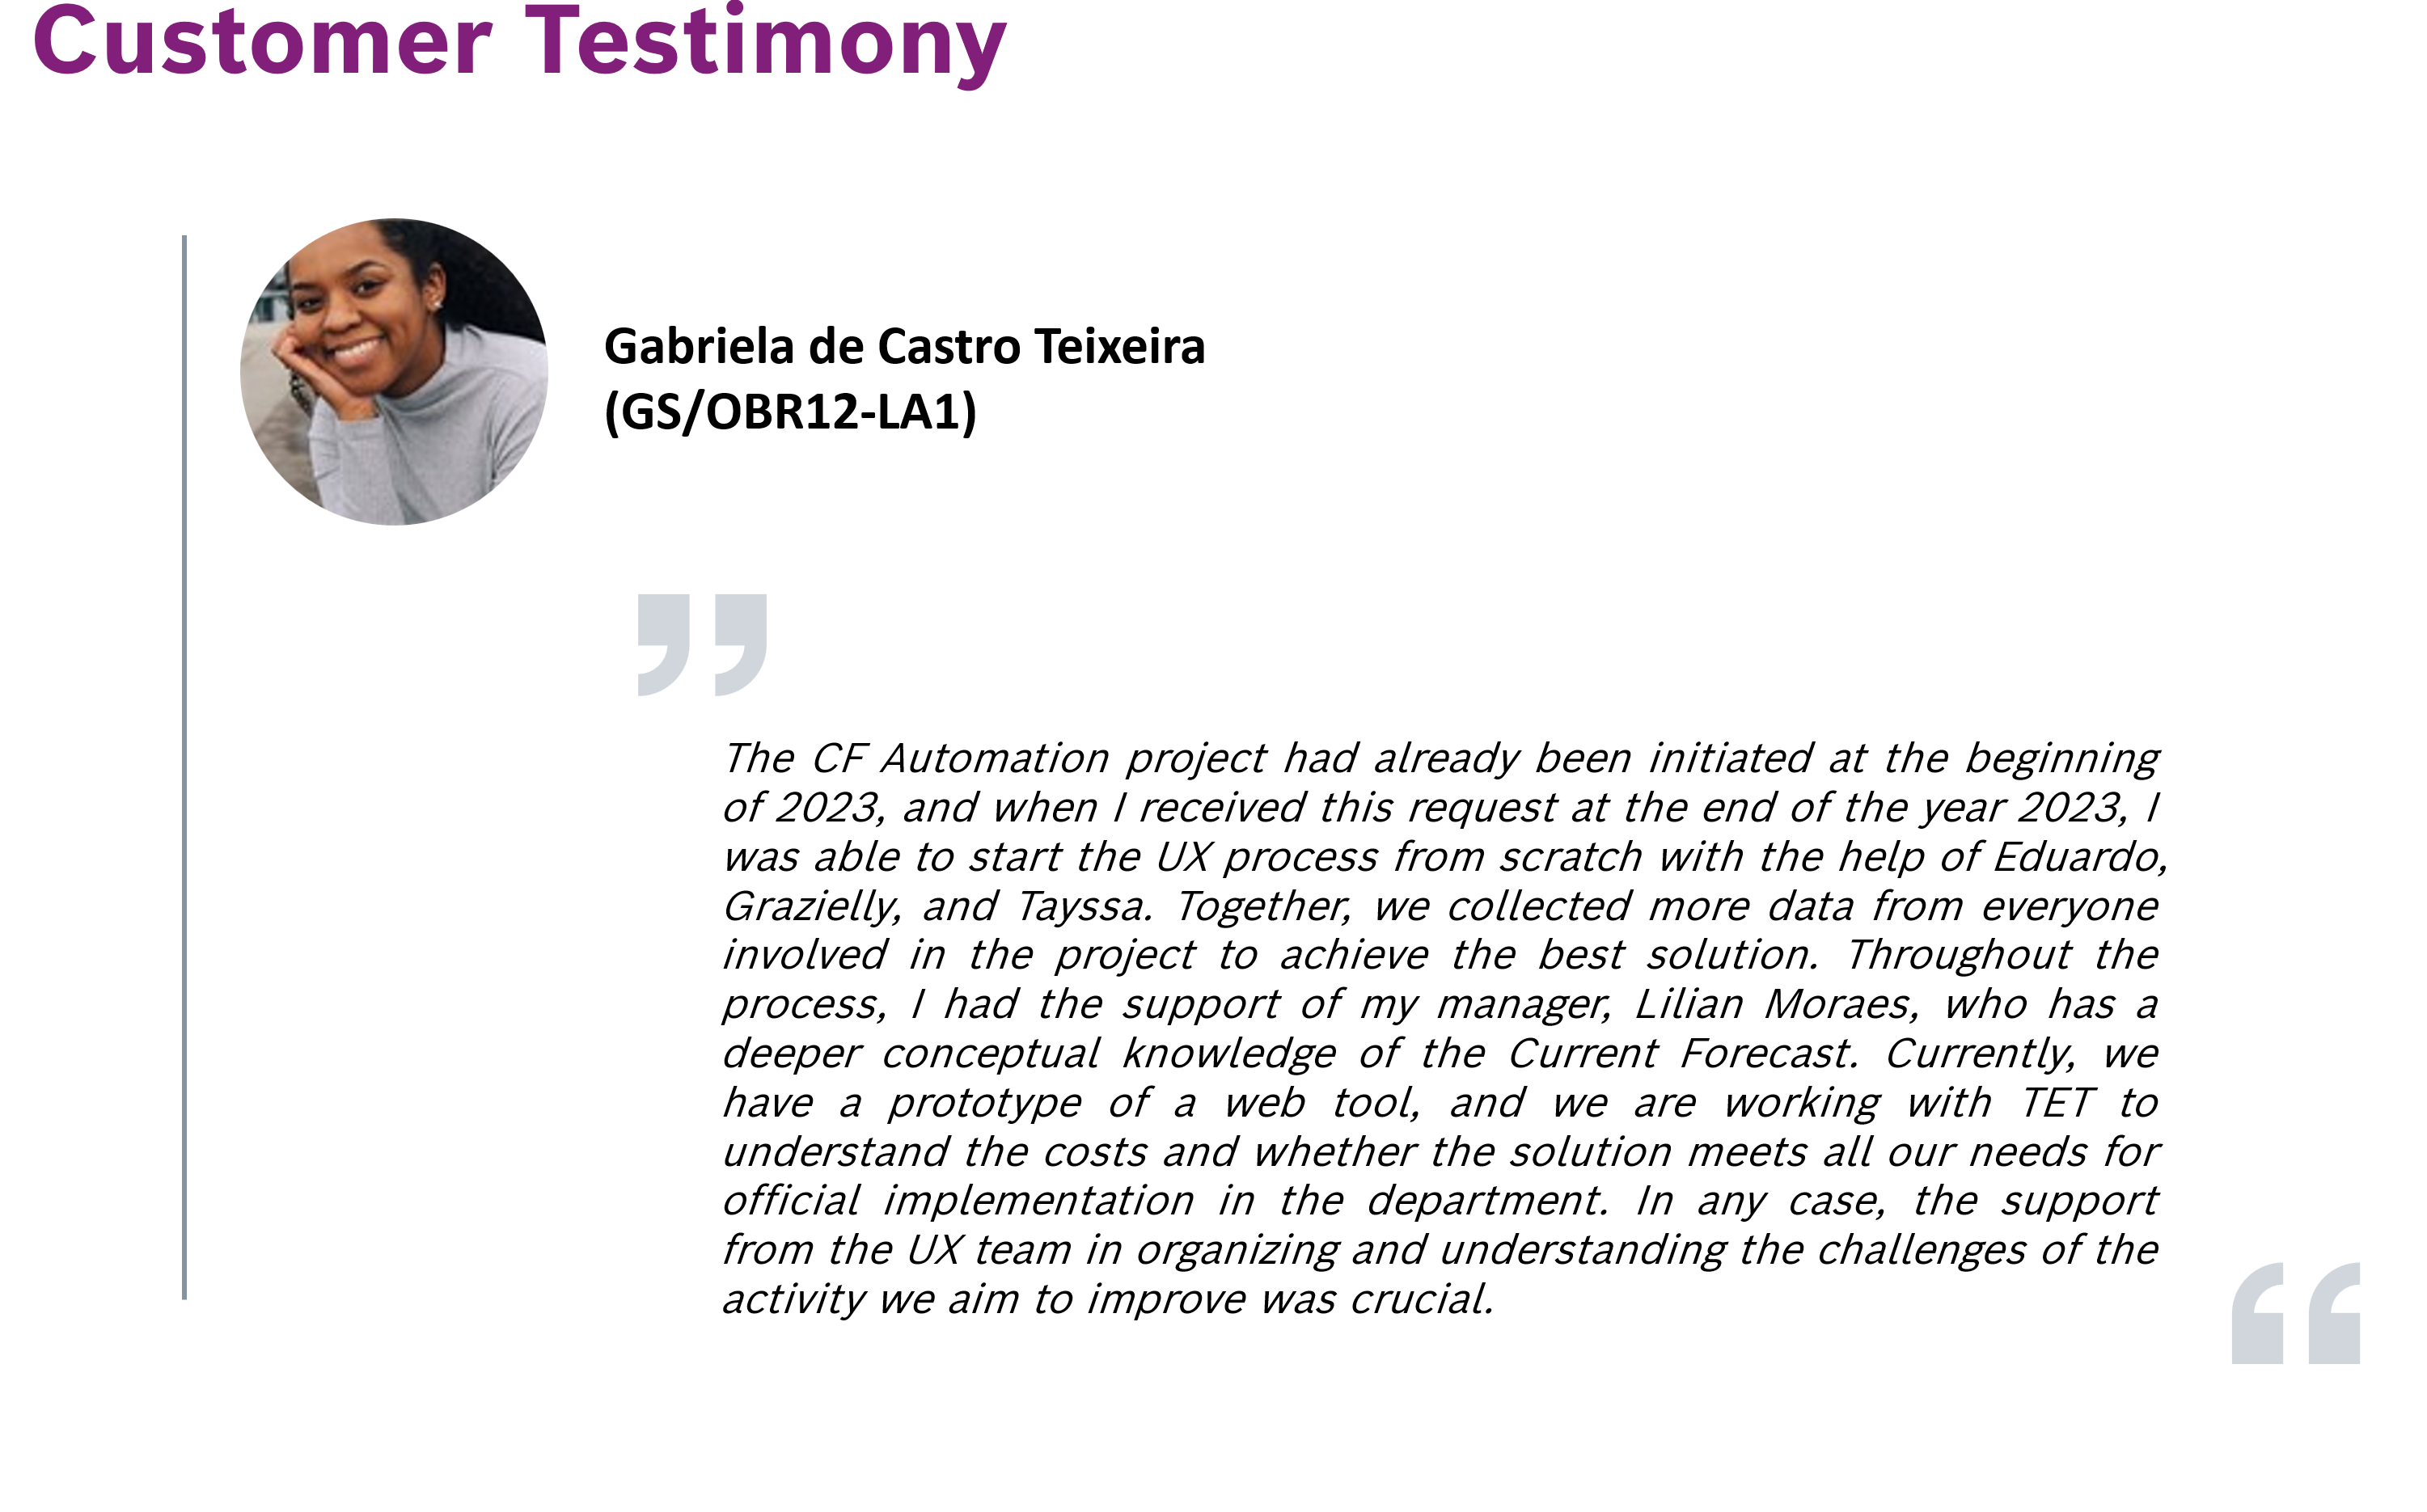 Customer Testimony
Gabriela de Castro Teixeira
(GS/OBR12-LA1)
The CF Automation project had already been initiated at the beginning
of 2023, and when I received this request at the end of the year 2023, I
was able to start the UX process from scratch with the help of Eduardo,
Grazielly, and Tayssa. Together, we collected more data from everyone
involved in the project to achieve the best solution. Throughout the
process, I had the support of my manager, Lilian Moraes, who has a
deeper conceptual knowledge of the Current Forecast. Currently, we
have a prototype of a web tool, and we are working with TET to
understand the costs and whether the solution meets all our needs for
official implementation in the department. In any case, the support
from the UX team in organizing and understanding the challenges of the
activity we aim to improve was crucial.